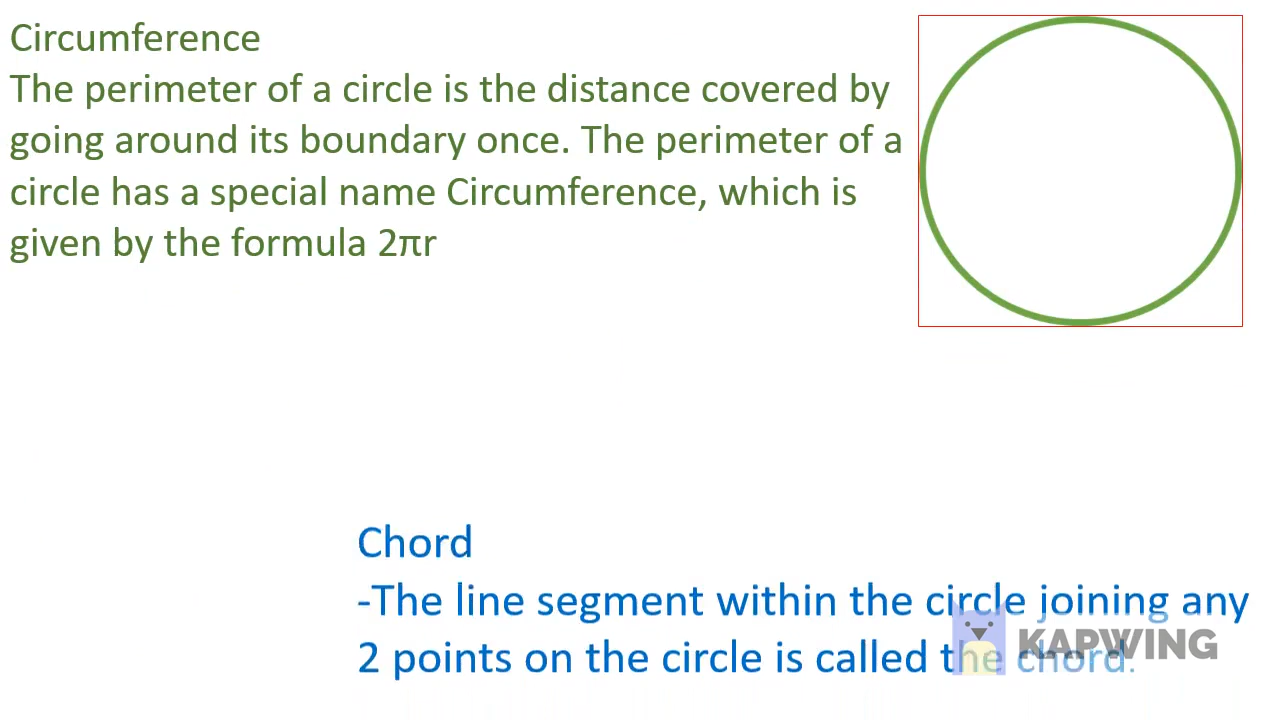 Circumference
The perimeter of a circle is the distance covered by
going around its boundary once. The perimeter of a
circle has a special name Circumference, which is
given by the formula 2πr
Chord
-The line segment within the circle joining any
2 points on the circle is called the chord.
KAPWING